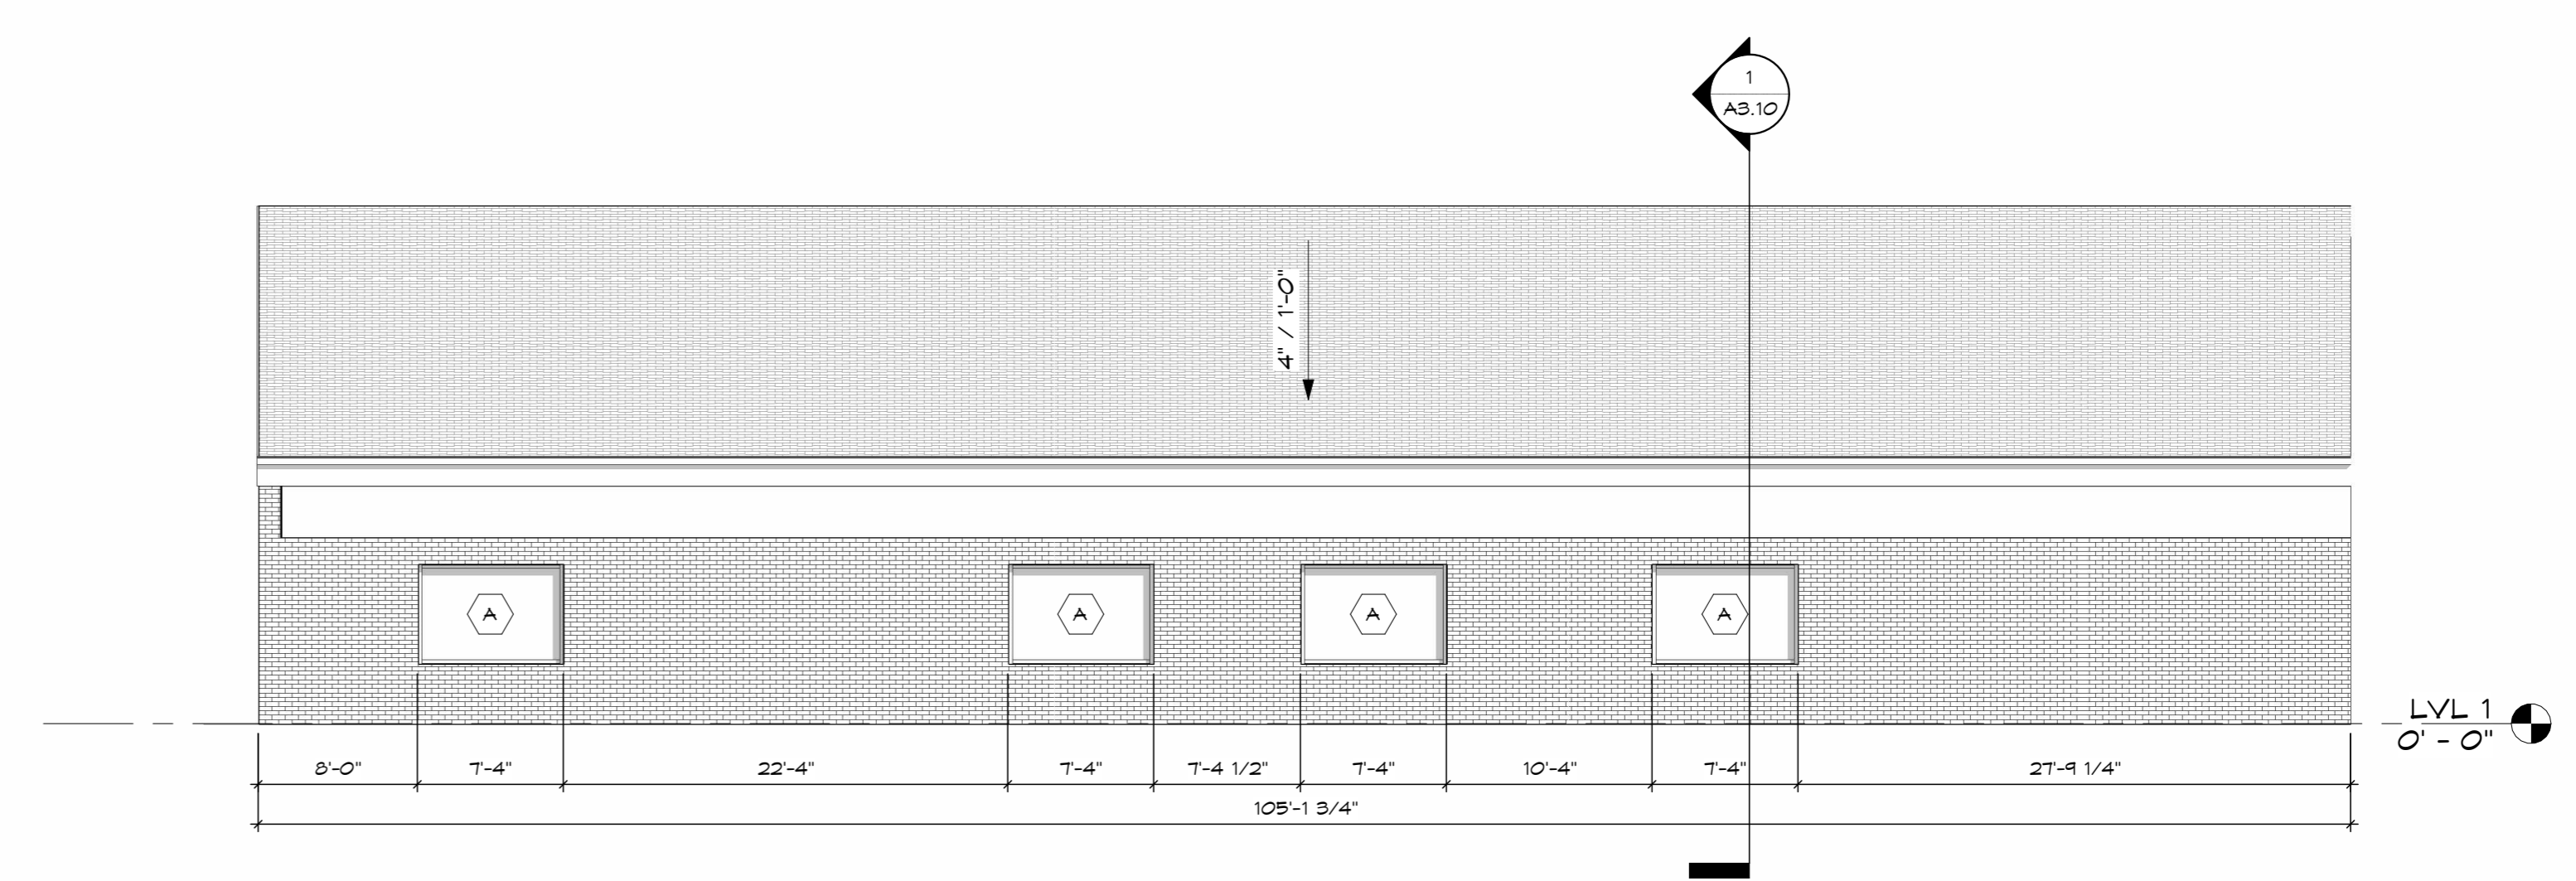 1
A3.10
4" / 1'-0"
A
A
A
A
LVL 1
0' - 0"
8'-0"
7'-4"
22'-4"
7'-4"
7'-4 1/2"
7'-4"
10'-4"
7'-4"
27'-9 1/4"
105'-1 3/4"